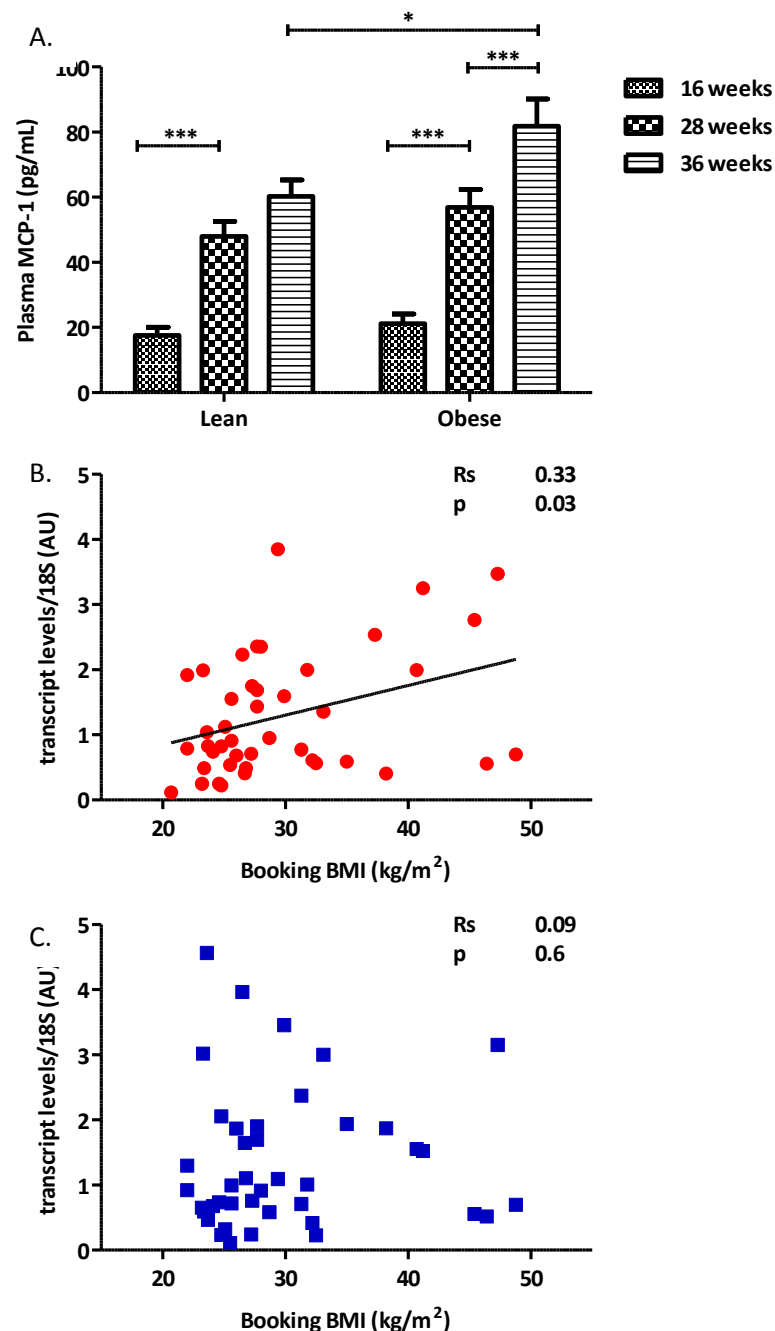 A.
*
***
***
***
100
80
60
40
20
0
Plasma MCP-1 (pg/mL)
Lean
Obese
16 weeks
28 weeks
36 weeks
B.
Rs 0.33
p 0.03
5
4
3
2
1
0
transcript levels/18S (AU)
20 30 40 50
Booking BMI (kg/m²)
C.
Rs 0.09
p 0.6
5
4
3
2
1
0
transcript levels/18S (AU)
20 30 40 50
Booking BMI (kg/m²)